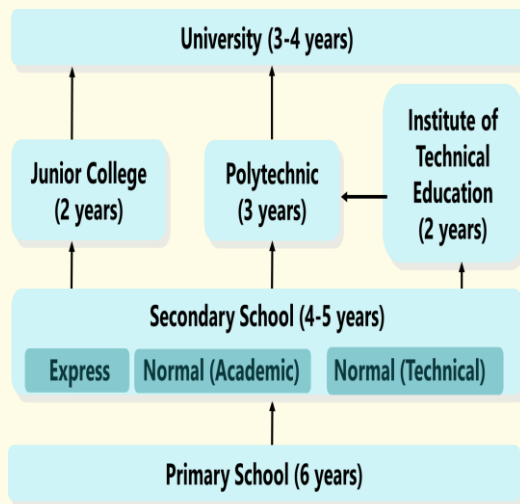 University (3-4 years)
Junior College
(2 years)
Polytechnic
(3 years)
Institute of
Technical
Education
(2 years)
Secondary School (4-5 years)
Express
Normal (Academic)
Normal (Technical)
Primary School (6 years)